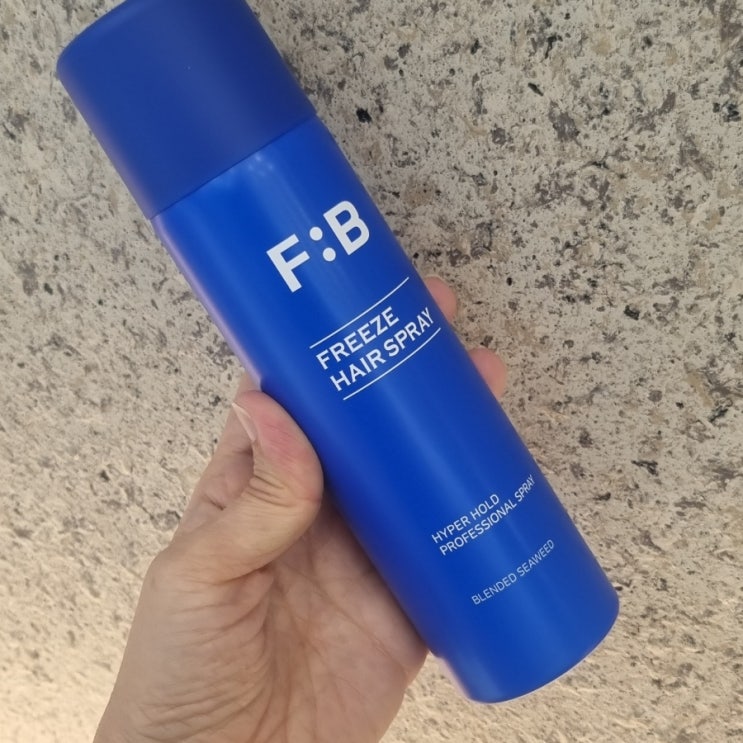 F:B
FREEZE
HAIR SPRAY
HYPER HOLD
PROFESSIONAL SPRAY
BLENDED SEAWEED